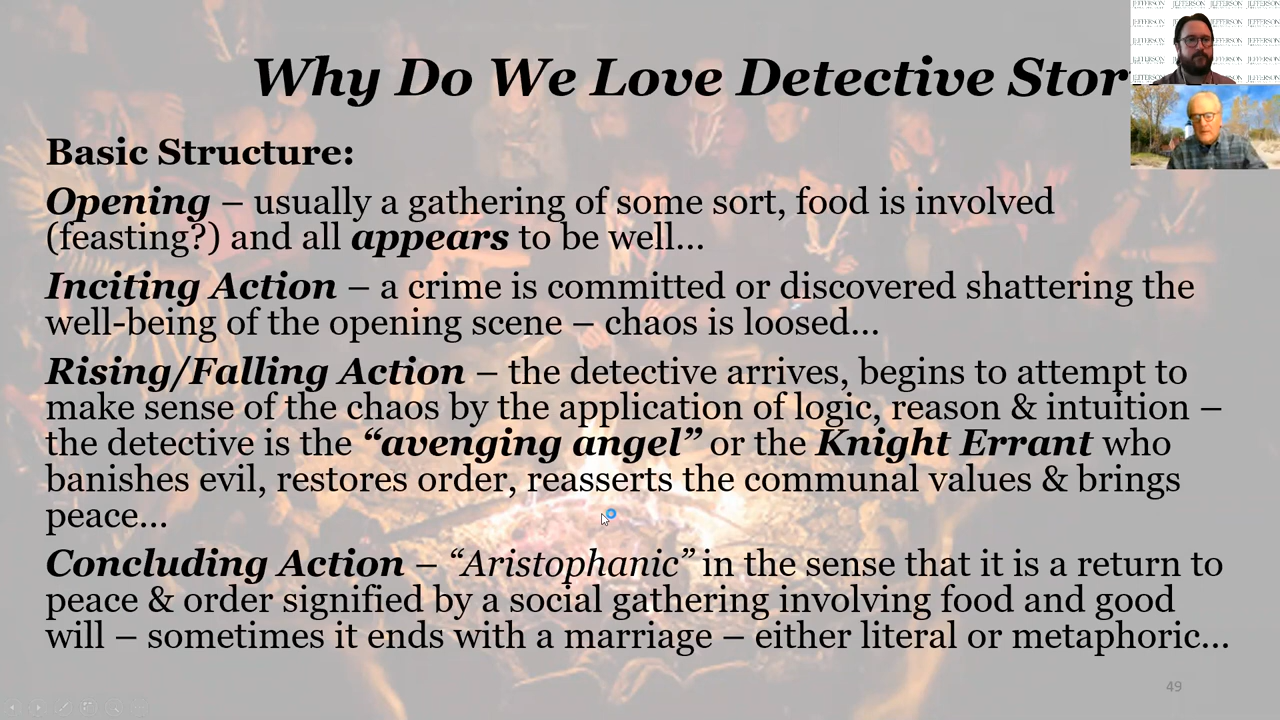 Why Do We Love Detective Stor
Basic Structure:
Opening – usually a gathering of some sort, food is involved
(feasting?) and all appears to be well…
Inciting Action – a crime is committed or discovered shattering the
well-being of the opening scene – chaos is loosed…
Rising/Falling Action – the detective arrives, begins to attempt to
make sense of the chaos by the application of logic, reason & intuition –
the detective is the “avenging angel” or the Knight Errant who
banishes evil, restores order, reasserts the communal values & brings
peace…
Concluding Action – “Aristophanic” in the sense that it is a return to
peace & order signified by a social gathering involving food and good
will – sometimes it ends with a marriage – either literal or metaphoric…
49